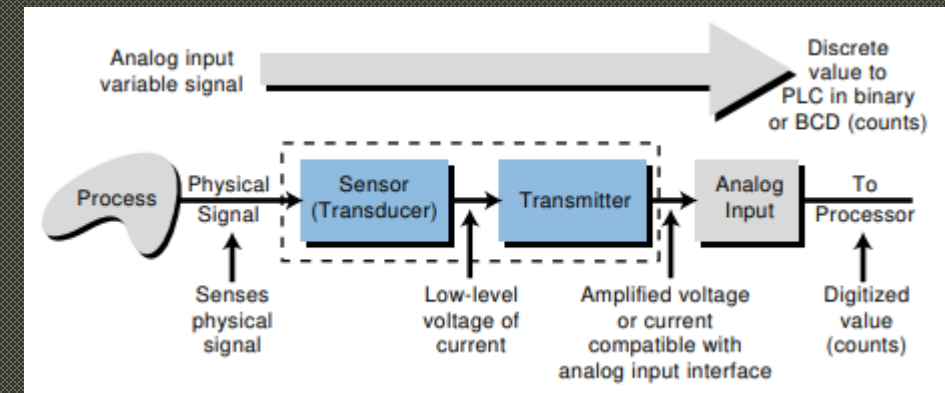 Analog input
variable signal
Discrete
value to
PLC in binary
or BCD (counts)
Process
Physical
Signal
Sensor
(Transducer)
Transmitter
Analog
Input
To
Processor
Senses
physical
signal
Low-level
voltage of
current
Amplified voltage
or current
compatible with
analog input interface
Digitized
value
(counts)